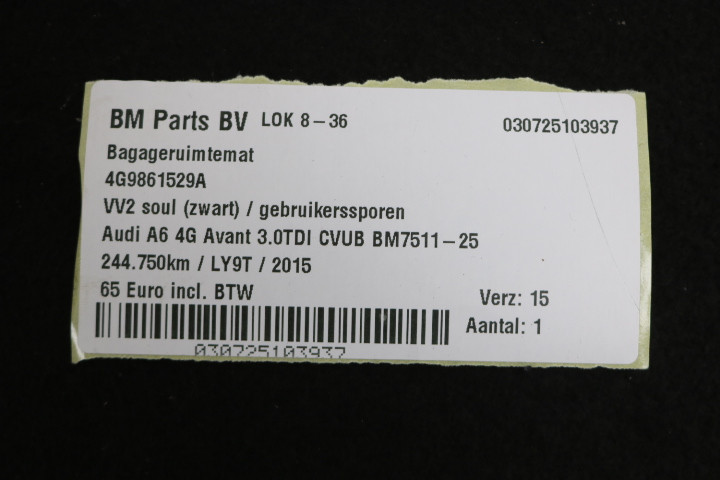 BM Parts BV LOK 8-36 030725103937
Bagageruimtemat
4G9861529A
VV2 soul (zwart) / gebruikerssporen
Audi A6 4G Avant 3.0TDI CVUB BM7511-25
244.750km / LY9T / 2015
65 Euro incl. BTW Verz: 15
Aantal: 1
030725103937